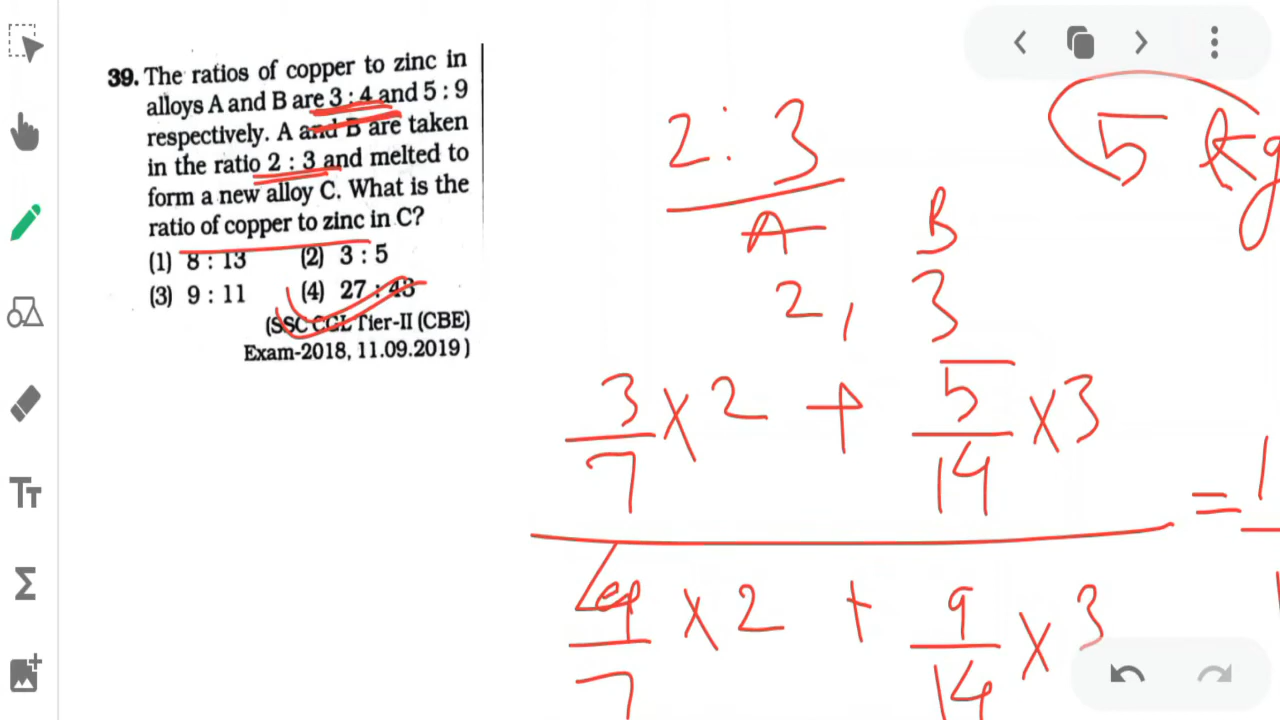 39. The ratios of copper to zinc in
alloys A and B are 3 : 4 and 5 : 9
respectively. A and B are taken
in the ratio 2 : 3 and melted to
form a new alloy C. What is the
ratio of copper to zinc in C?
(1) 8 : 13 (2) 3 : 5
(3) 9 : 11 (4) 27 : 43
(SSC CGL Tier-II (CBE)
Exam-2018, 11.09.2019)
2 : 3
5 kg
A B
2, 3
3/7 x 2 + 5/14 x 3
=
/7 x 2 + 9/14 x 3
TT
Σ